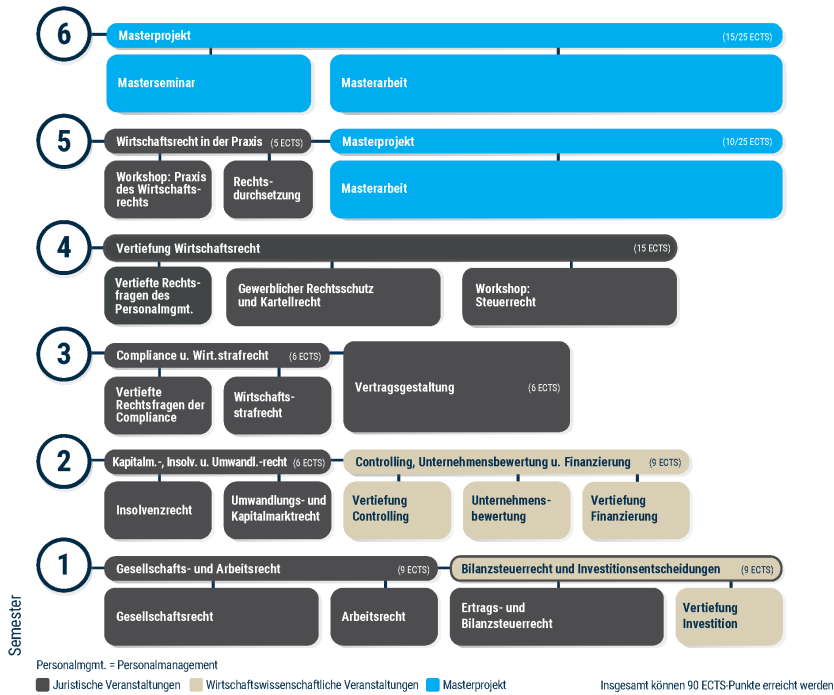 6
Masterprojekt (15/25 ECTS)
Masterseminar
Masterarbeit
5
Wirtschaftsrecht in der Praxis (5 ECTS)
Masterprojekt (10/25 ECTS)
Workshop: Praxis
des Wirtschafts-
rechts
Rechts-
durchsetzung
Masterarbeit
4
Vertiefung Wirtschaftsrecht (15 ECTS)
Vertiefte Rechts-
fragen des
Personalmgmt.
Gewerblicher Rechtsschutz
und Kartellrecht
Workshop:
Steuerrecht
3
Compliance u. Wirt.strafrecht (6 ECTS)
Vertragsgestaltung (6 ECTS)
Vertiefte
Rechtsfragen der
Compliance
Wirtschafts-
strafrecht
2
Kapitalm.-, Insolv. u. Umwandl.-recht (6 ECTS)
Controlling, Unternehmensbewertung u. Finanzierung (9 ECTS)
Insolvenzrecht
Umwandlungs- und
Kapitalmarktrecht
Vertiefung
Controlling
Unternehmens-
bewertung
Vertiefung
Finanzierung
1
Gesellschafts- und Arbeitsrecht (9 ECTS)
Bilanzsteuerrecht und Investitionsentscheidungen (9 ECTS)
Gesellschaftsrecht
Arbeitsrecht
Ertrags- und
Bilanzsteuerrecht
Vertiefung
Investition
Semester
Personalmgmt. = Personalmanagement
Juristische Veranstaltungen
Wirtschaftswissenschaftliche Veranstaltungen
Masterprojekt
Insgesamt können 90 ECTS-Punkte erreicht werden